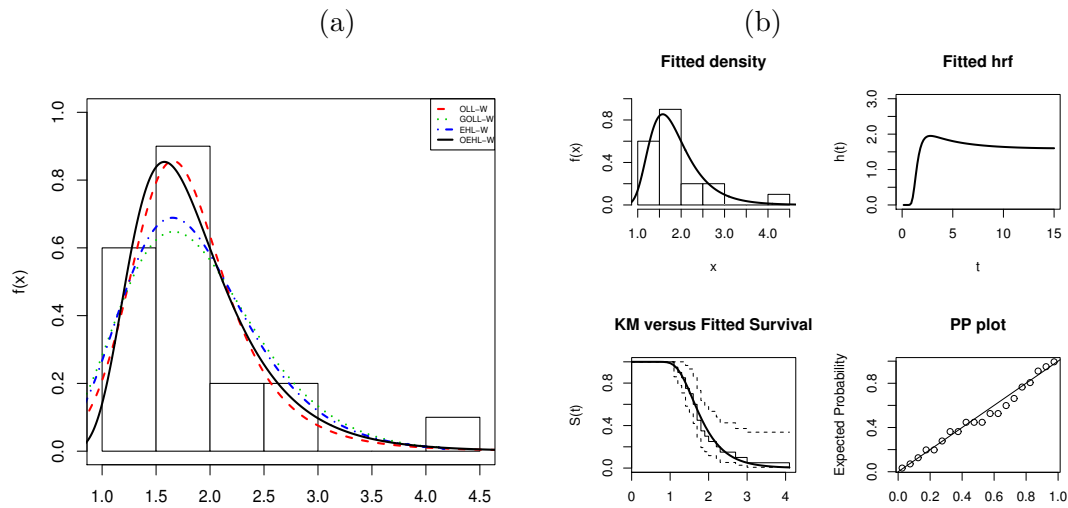 (a)
(b)
f(x)
0.0 0.2 0.4 0.6 0.8 1.0
1.0 1.5 2.0 2.5 3.0 3.5 4.0 4.5
OLL-W
GOLL-W
EHL-W
OEHL-W
Fitted density
f(x)
0.0 0.4 0.8
1.0 2.0 3.0 4.0
x
Fitted hrf
h(t)
0.0 1.0 2.0 3.0
0 5 10 15
t
KM versus Fitted Survival
S(t)
0.0 0.4 0.8
0 1 2 3 4
PP plot
Expected Probability
0.0 0.4 0.8
0.0 0.2 0.4 0.6 0.8 1.0